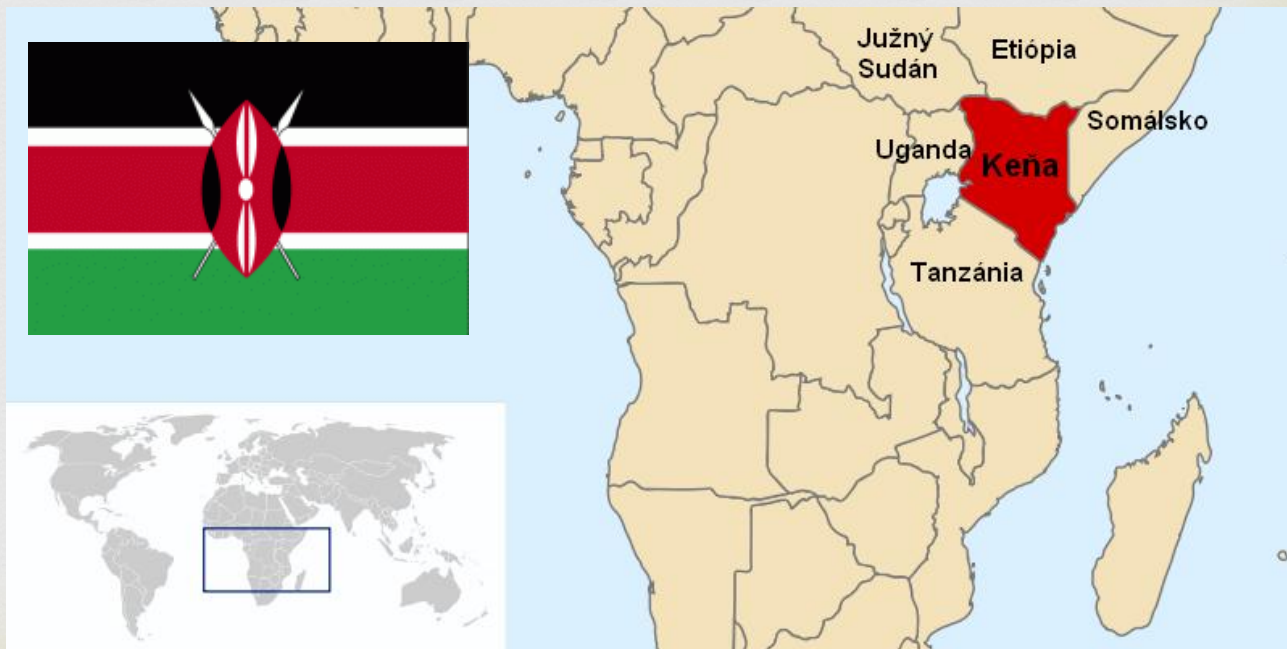 Južný
Sudán
Etiópia
Somálsko
Uganda
Keňa
Tanzánia